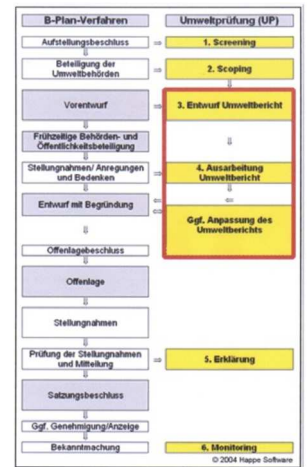 B-Plan-Verfahren
Umweltprüfung (UP)
Aufstellungsbeschluss
1. Screening
Beteiligung der
Umweltbehörden
2. Scoping
Vorentwurf
3. Entwurf Umweltbericht
Frühzeitige Behörden- und
Öffentlichkeitsbeteiligung
Stellungnahmen/ Anregungen
und Bedenken
4. Ausarbeitung
Umweltbericht
Entwurf mit Begründung
Ggf. Anpassung des
Umweltberichts
Offenlagebeschluss
Offenlage
Stellungnahmen
Prüfung der Stellungnahmen
und Mitteilung
5. Erklärung
Satzungsbeschluss
Ggf. Genehmigung/Anzeige
Bekanntmachung
6. Monitoring
© 2004 Happe Software